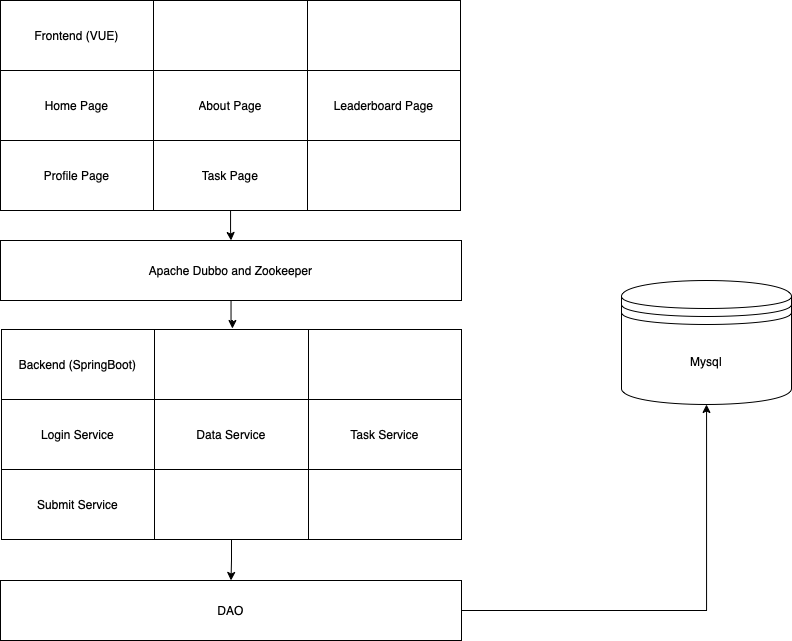 Frontend (VUE)
Home Page
About Page
Leaderboard Page
Profile Page
Task Page
Apache Dubbo and Zookeeper
Backend (SpringBoot)
Login Service
Data Service
Task Service
Submit Service
DAO
Mysql